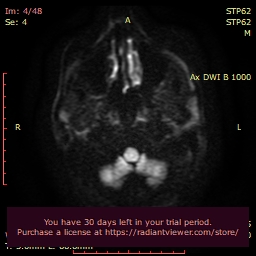 Im: 4/48
STP62
Se: 4
STP62
M
A
Ax DWI B 1000
R
L
You have 30 days left in your trial period.
Purchase a license at https://radiantviewer.com/store/